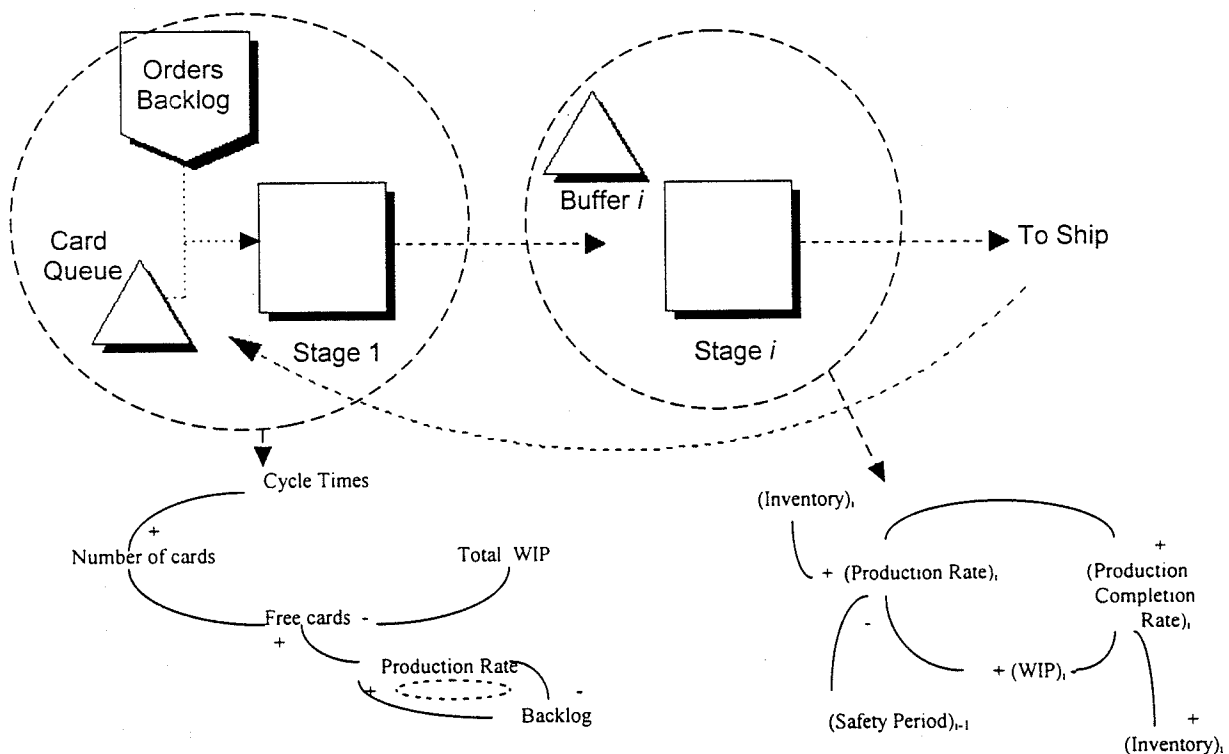 Orders
Backlog
Card
Queue
Stage 1
Buffer i
Stage i
To Ship
Cycle Times
+
Number of cards
Total WIP
Free cards -
+
Production Rate
+
-
Backlog
(Inventory)ᵢ
+ (Production Rate)ᵢ
-
+
(Production
Completion
Rate)ᵢ
+ (WIP)ᵢ -
(Safety Period)ᵢ₋₁
+
(Inventory)ᵢ